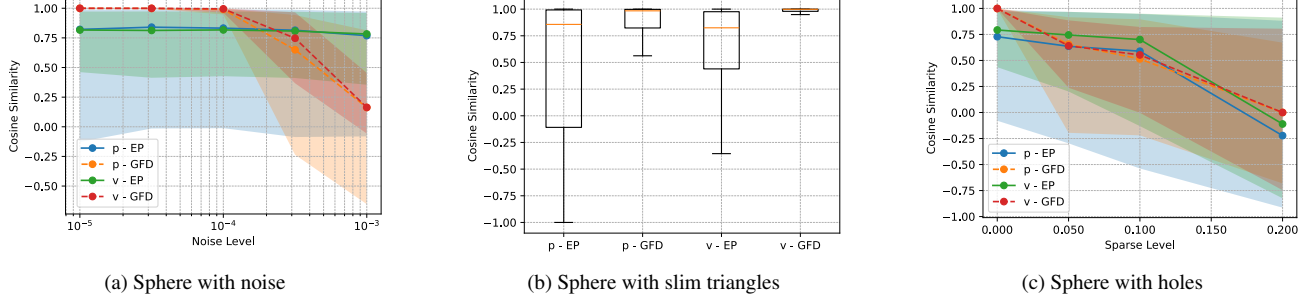 1.00
0.75
0.50
0.25
0.00
−0.25
−0.50
Cosine Similarity
p - EP
p - GFD
v - EP
v - GFD
10⁻⁵
10⁻⁴
10⁻³
Noise Level
(a) Sphere with noise
1.00
0.75
0.50
0.25
0.00
−0.25
−0.50
−0.75
−1.00
Cosine Similarity
p - EP
p - GFD
v - EP
v - GFD
(b) Sphere with slim triangles
1.00
0.75
0.50
0.25
0.00
−0.25
−0.50
−0.75
−1.00
Cosine Similarity
p - EP
p - GFD
v - EP
v - GFD
0.000
0.050
0.100
0.150
0.200
Sparse Level
(c) Sphere with holes